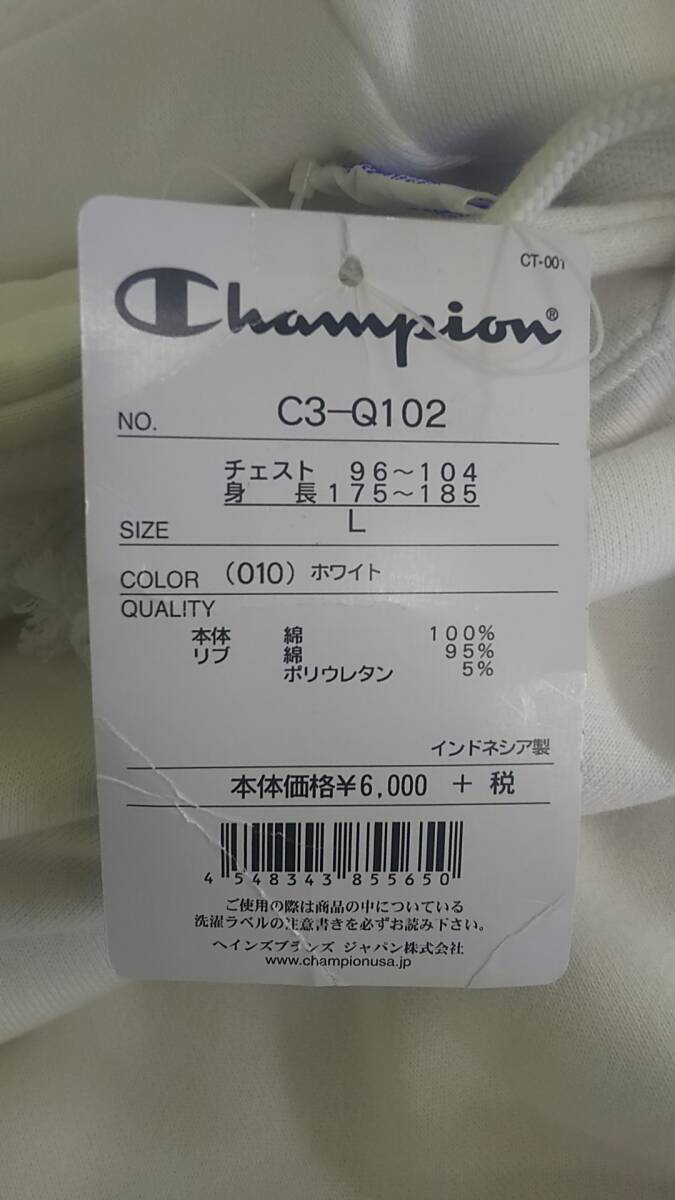 CT-001
Champion®
NO. C3-Q102
チェスト 96～104
身長 175～185
SIZE L
COLOR (010) ホワイト
QUALITY
本体 綿 100%
リブ 綿 95%
ポリウレタン 5%
インドネシア製
本体価格¥6,000 + 税
4 548343 855650
ご使用の際は商品の中についている
洗濯ラベルの注意書きを必ずお読み下さい。
ヘインズブランズ ジャパン株式会社
www.championusa.jp